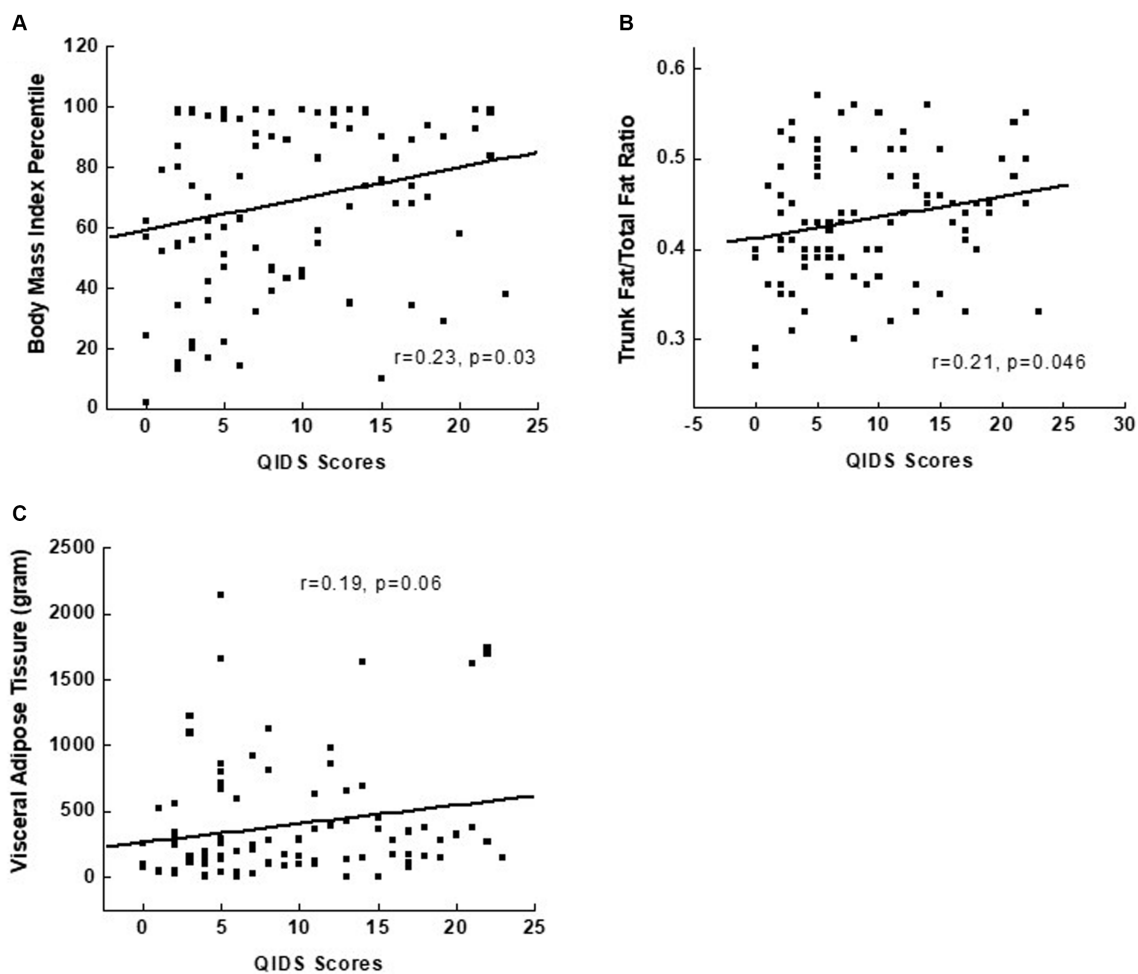 A
Body Mass Index Percentile
120
100
80
60
40
20
0
r=0.23, p=0.03
0 5 10 15 20 25
QIDS Scores
B
Trunk Fat/Total Fat Ratio
0.6
0.5
0.4
0.3
r=0.21, p=0.046
-5 0 5 10 15 20 25 30
QIDS Scores
C
Visceral Adipose Tissure (gram)
2500
2000
1500
1000
500
0
r=0.19, p=0.06
0 5 10 15 20 25
QIDS Scores